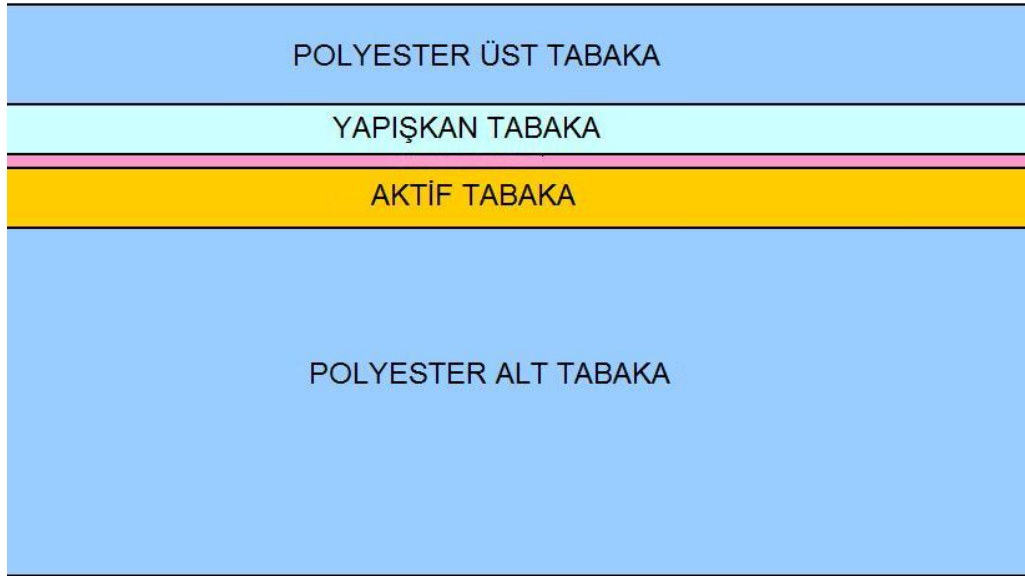 POLYESTER ÜST TABAKA
YAPIŞKAN TABAKA
AKTİF TABAKA
POLYESTER ALT TABAKA